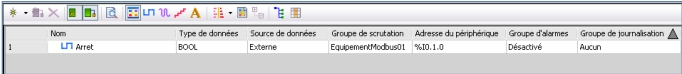 Nom Type de données Source de données Groupe de scrutation Adresse du périphérique Groupe d'alarmes Groupe de journalisation
1 Arret BOOL Externe EquipementModbus01 %I0.1.0 Désactivé Aucun